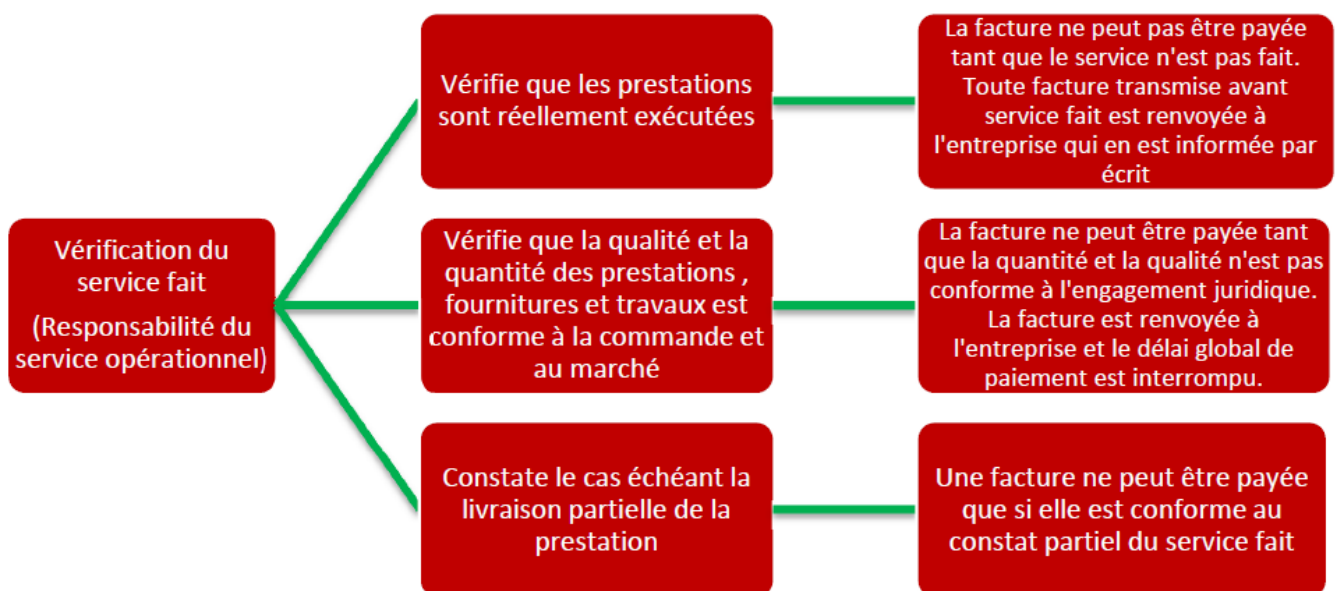 Vérification du
service fait
(Responsabilité du
service opérationnel)
Vérifie que les prestations
sont réellement exécutées
La facture ne peut pas être payée
tant que le service n'est pas fait.
Toute facture transmise avant
service fait est renvoyée à
l'entreprise qui en est informée par
écrit
Vérifie que la qualité et la
quantité des prestations ,
fournitures et travaux est
conforme à la commande et
au marché
La facture ne peut être payée tant
que la quantité et la qualité n'est pas
conforme à l'engagement juridique.
La facture est renvoyée à
l'entreprise et le délai global de
paiement est interrompu.
Constate le cas échéant la
livraison partielle de la
prestation
Une facture ne peut être payée
que si elle est conforme au
constat partiel du service fait